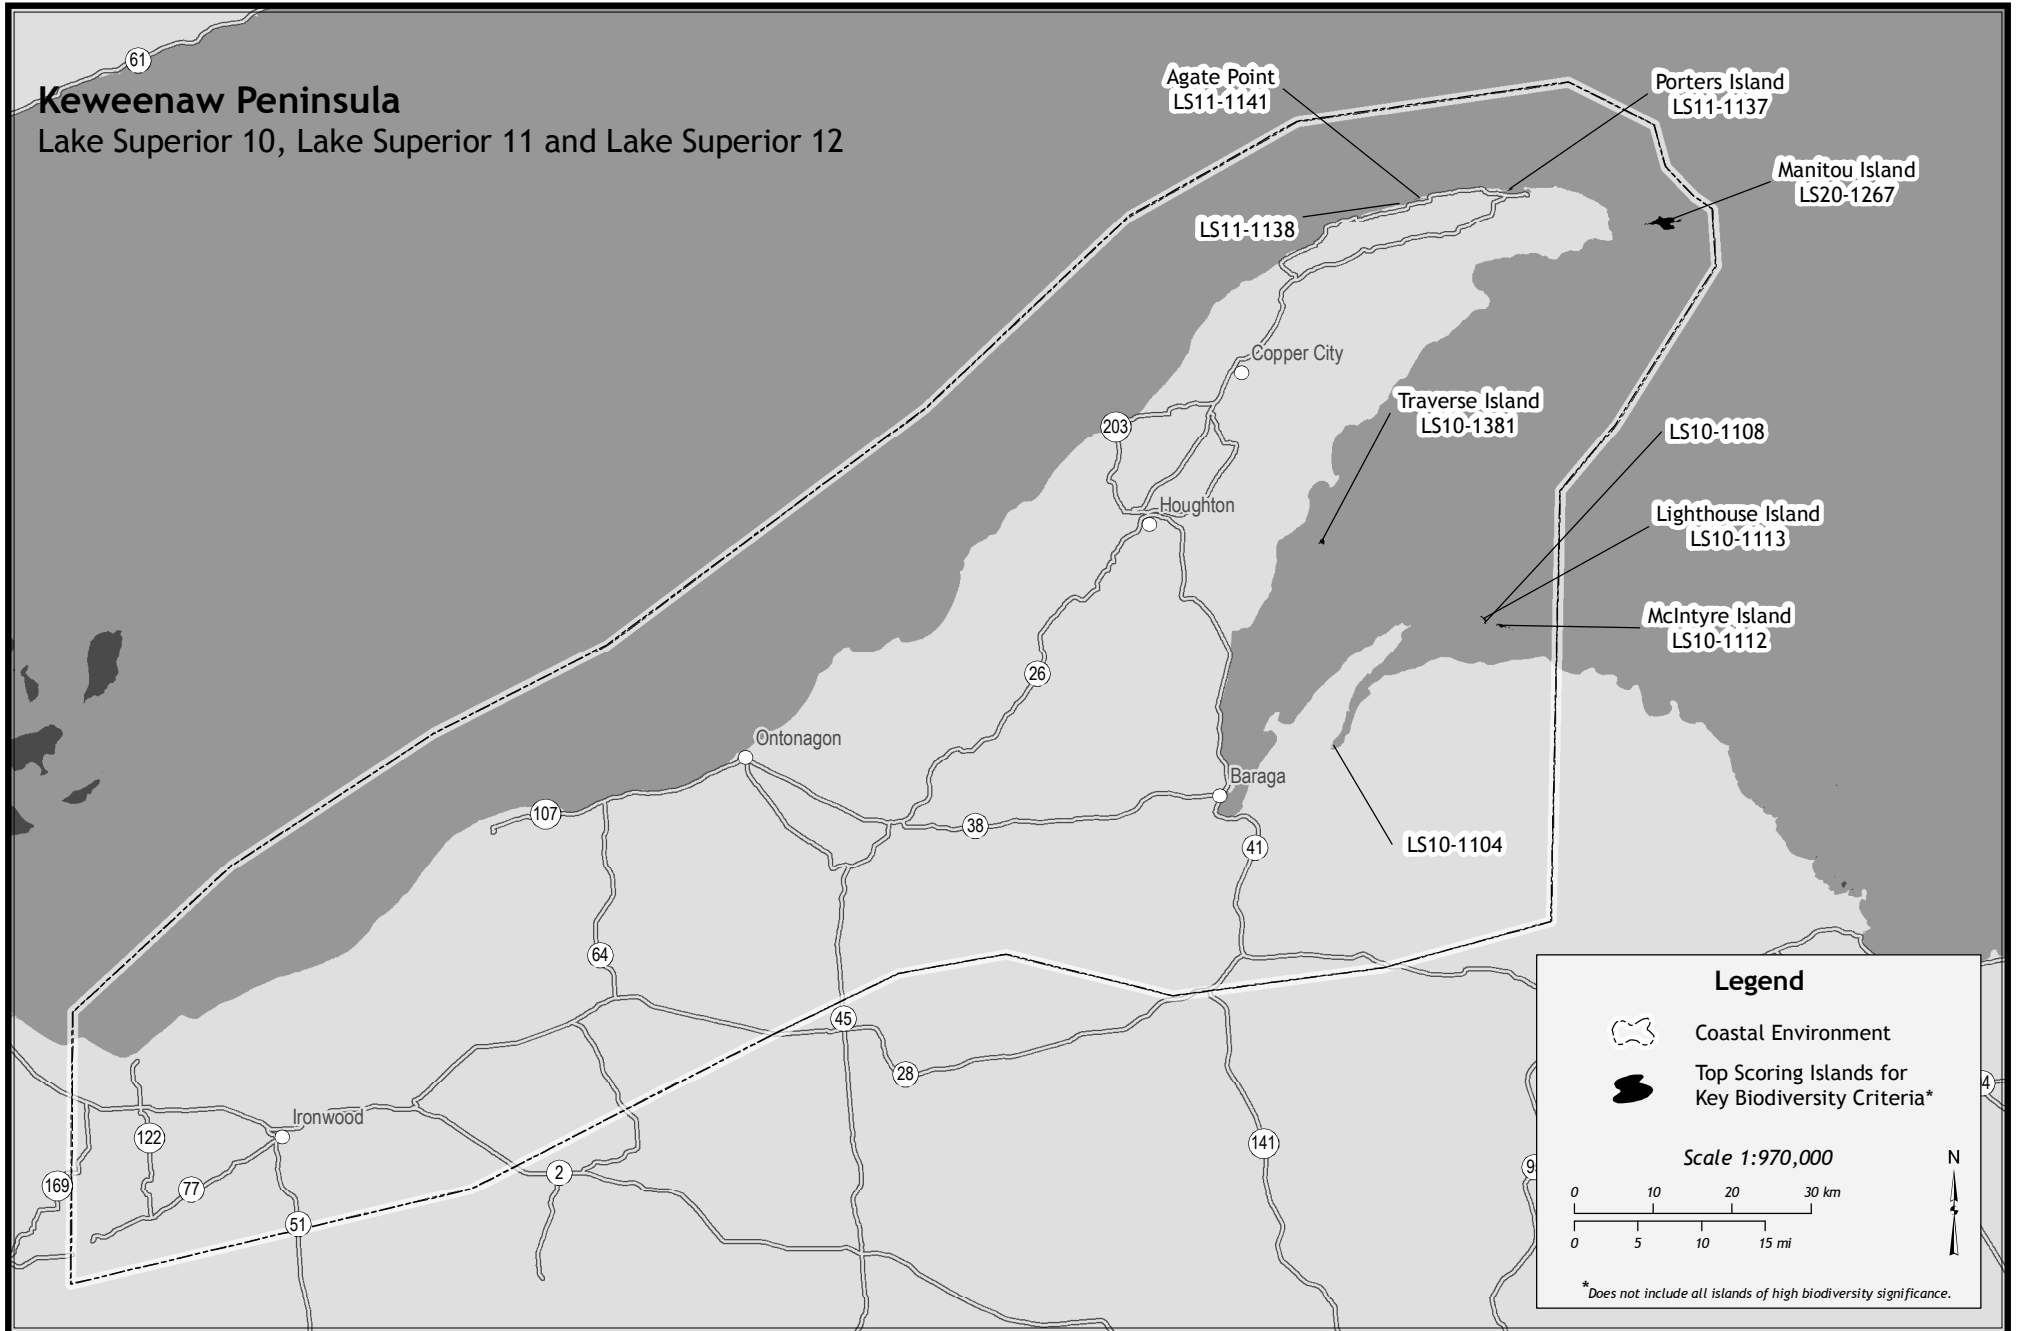 61
Keweenaw Peninsula
Lake Superior 10, Lake Superior 11 and Lake Superior 12
Agate Point
LS11-1141
Porters Island
LS11-1137
Manitou Island
LS20-1267
LS11-1138
Copper City
203
Traverse Island
LS10-1381
LS10-1108
Houghton
Lighthouse Island
LS10-1113
McIntyre Island
LS10-1112
26
Ontonagon
Baraga
107
38
41
LS10-1104
64
45
28
Ironwood
122
2
141
169
77
51
4
Legend
Coastal Environment
Top Scoring Islands for
Key Biodiversity Criteria*
Scale 1:970,000
N
0 10 20 30 km
0 5 10 15 mi
*Does not include all islands of high biodiversity significance.